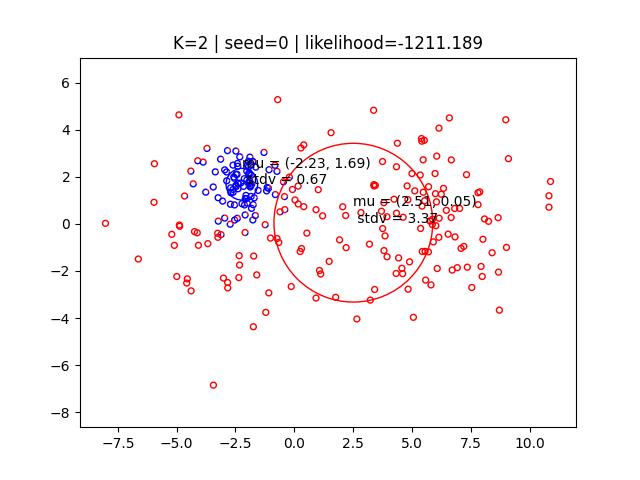 K=2 | seed=0 | likelihood=-1211.189
6
4
2
0
−2
−4
−6
−8
mu = (-2.23, 1.69)
stdv = 0.67
mu = (2.51, 0.05)
stdv = 3.37
−7.5 −5.0 −2.5 0.0 2.5 5.0 7.5 10.0